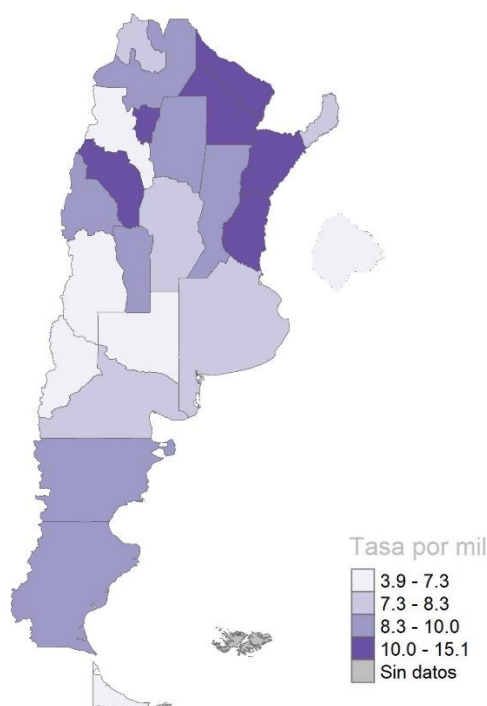 Tasa por mil
3.9 - 7.3
7.3 - 8.3
8.3 - 10.0
10.0 - 15.1
Sin datos